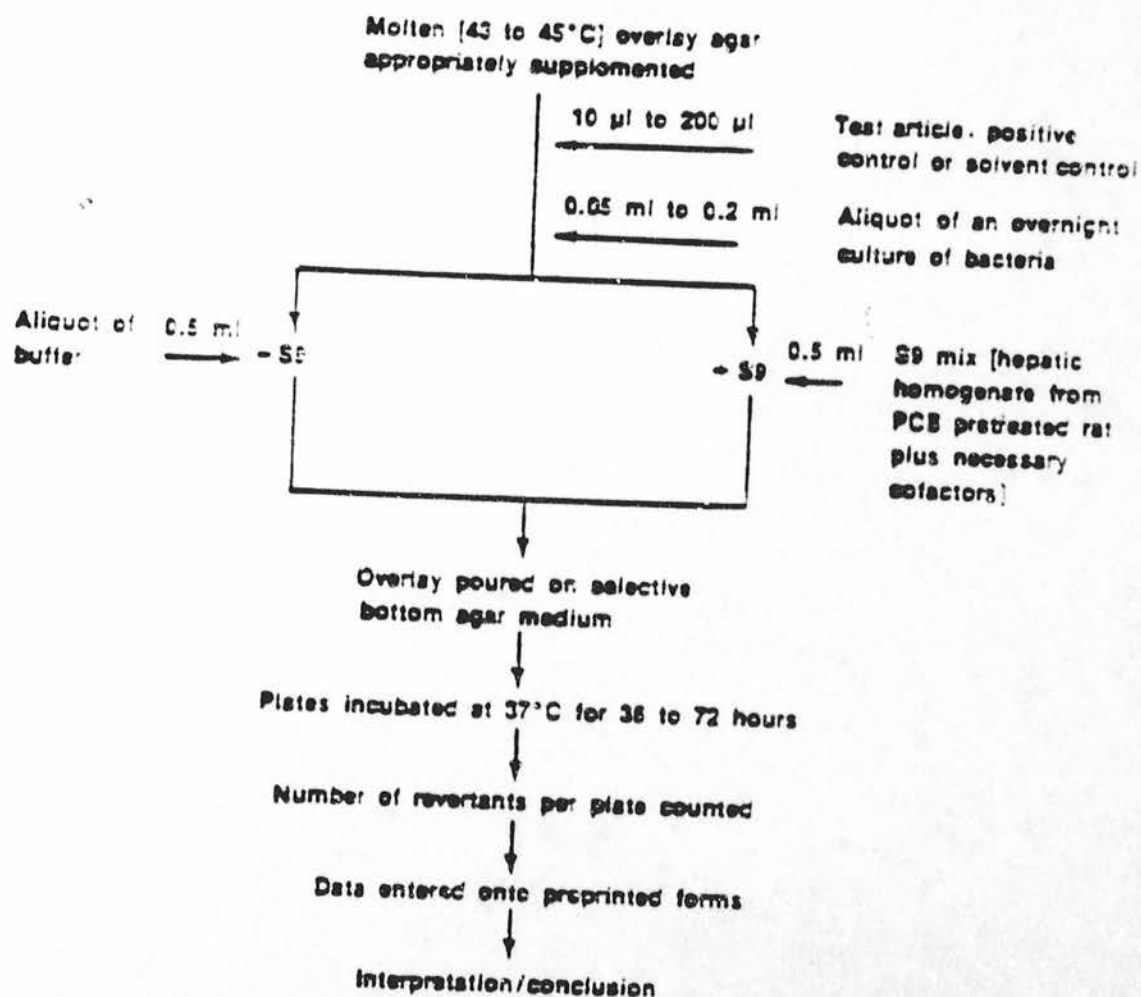 Molten [43 to 45°C] overlay agar
appropriately supplomented
10 µl to 200 µl
Test article, positive
control or solvent control
0.05 ml to 0.2 ml
Aliquot of an overnight
culture of bacteria
Aliquot of
buffer
0.5 ml
- S9
+ S9
0.5 ml
S9 mix [hepatic
homogenate from
PCB pretreated rat
plus necessary
cofactors]
Overlay poured on selective
bottom agar medium
Plates incubated at 37°C for 36 to 72 hours
Number of revertants per plate counted
Data entered onto preprinted forms
Interpretation/conclusion